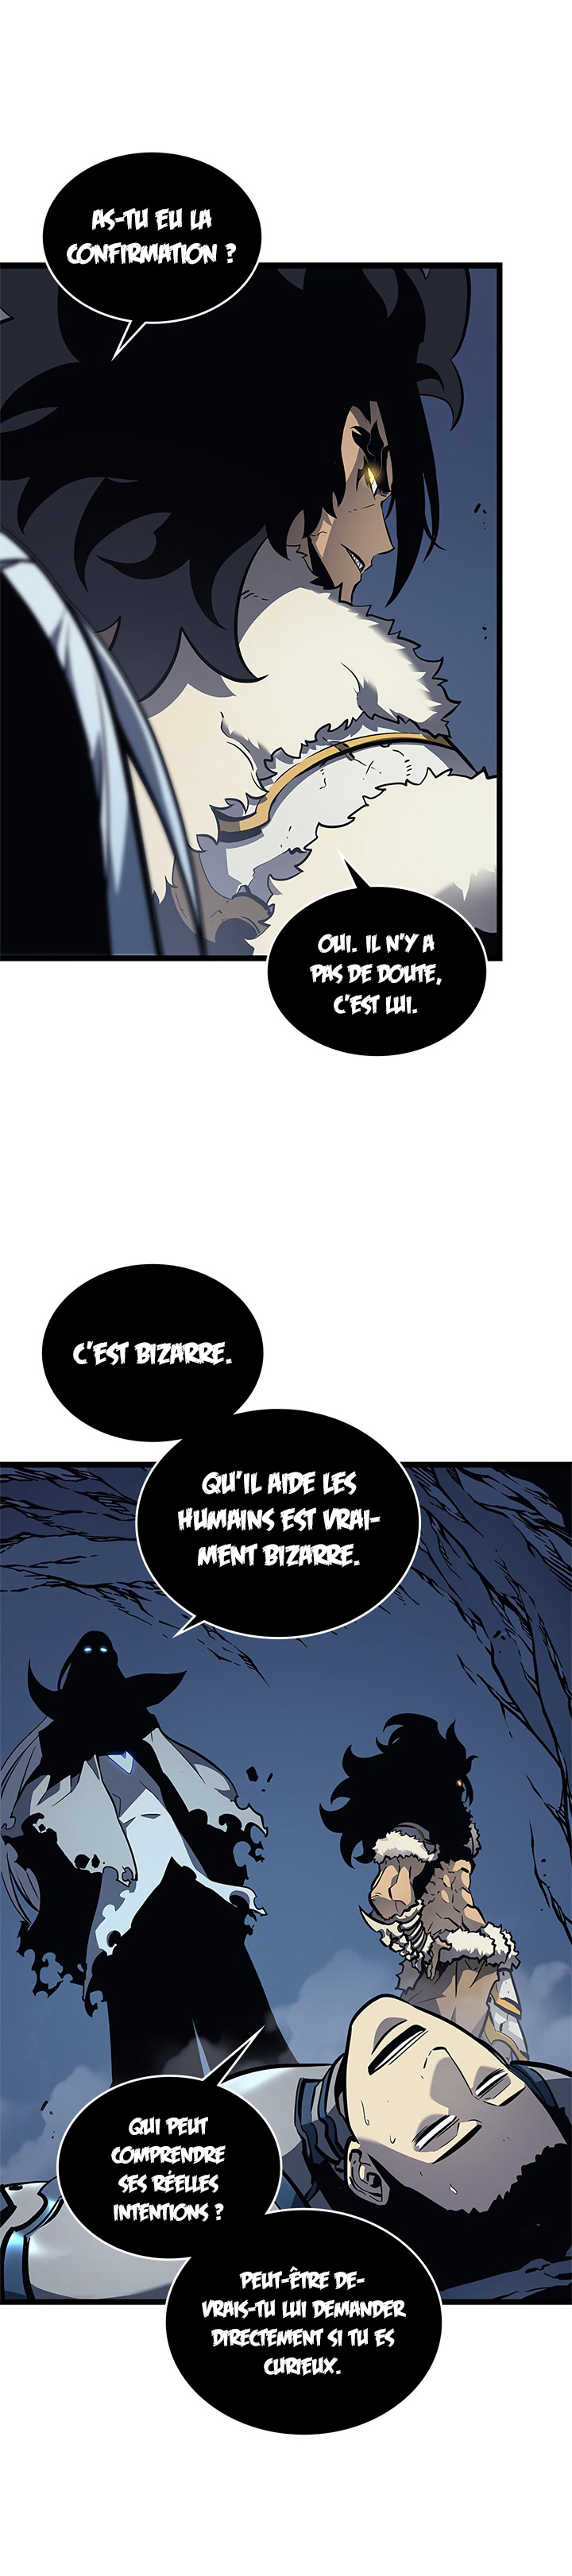 AS-TU EU LA
CONFIRMATION ?
OUI. IL N'Y A
PAS DE DOUTE,
C'EST LUI.
C'EST BIZARRE.
QU'IL AIDE LES
HUMAINS EST VRAI-
MENT BIZARRE.
QUI PEUT
COMPRENDRE
SES RÉELLES
INTENTIONS ?
PEUT-ÊTRE DE-
VRAIS-TU LUI DEMANDER
DIRECTEMENT SI TU ES
CURIEUX.